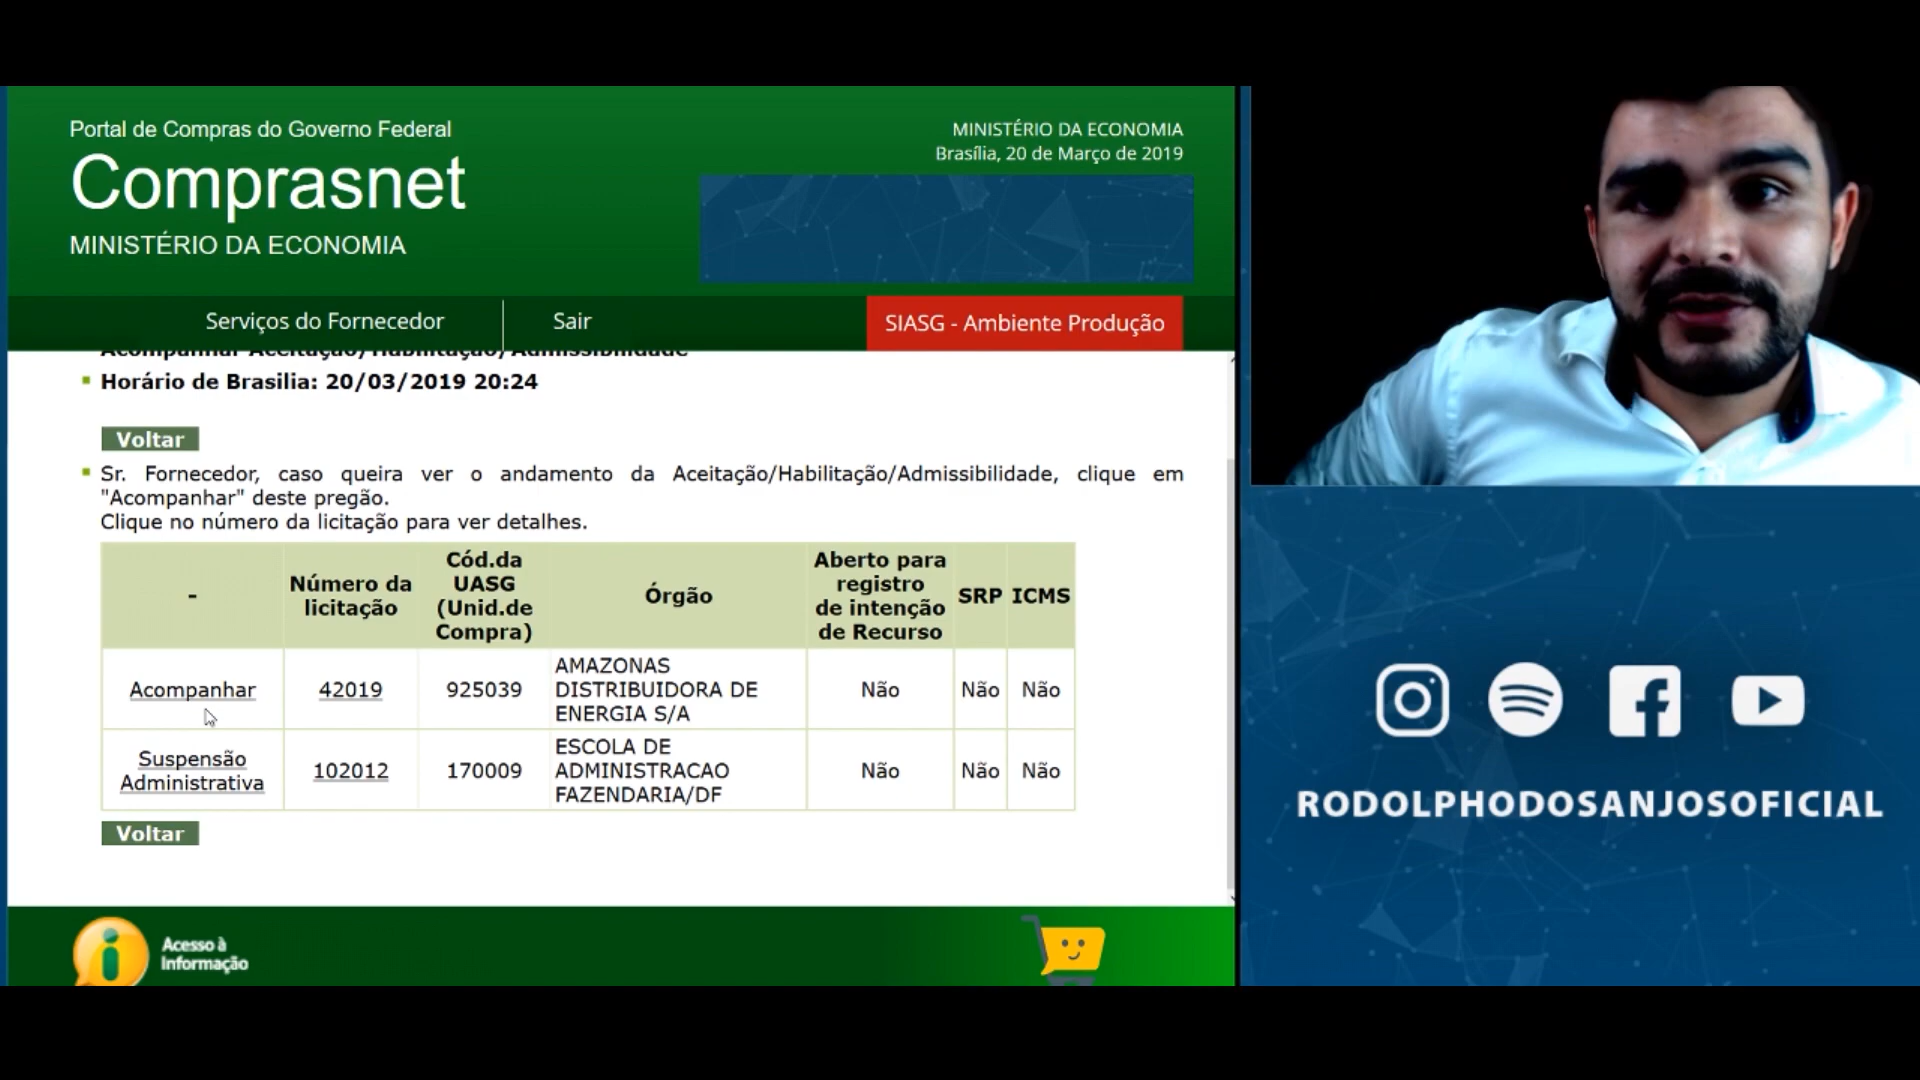 Portal de Compras do Governo Federal
Comprasnet
MINISTÉRIO DA ECONOMIA
MINISTÉRIO DA ECONOMIA
Brasília, 20 de Março de 2019
Serviços do Fornecedor
Sair
SIASG - Ambiente Produção
Acompanhar Aceitação/Habilitação/Admissibilidade
Horário de Brasilia: 20/03/2019 20:24
Voltar
Sr. Fornecedor, caso queira ver o andamento da Aceitação/Habilitação/Admissibilidade, clique em
"Acompanhar" deste pregão.
Clique no número da licitação para ver detalhes.
-
Número da
licitação
Cód.da
UASG
(Unid.de
Compra)
Órgão
Aberto para
registro
de intenção
de Recurso
SRP
ICMS
Acompanhar
42019
925039
AMAZONAS
DISTRIBUIDORA DE
ENERGIA S/A
Não
Não
Não
Suspensão
Administrativa
102012
170009
ESCOLA DE
ADMINISTRACAO
FAZENDARIA/DF
Não
Não
Não
Voltar
Acesso à
Informação
RODOLPHODOSANJOSOFICIAL